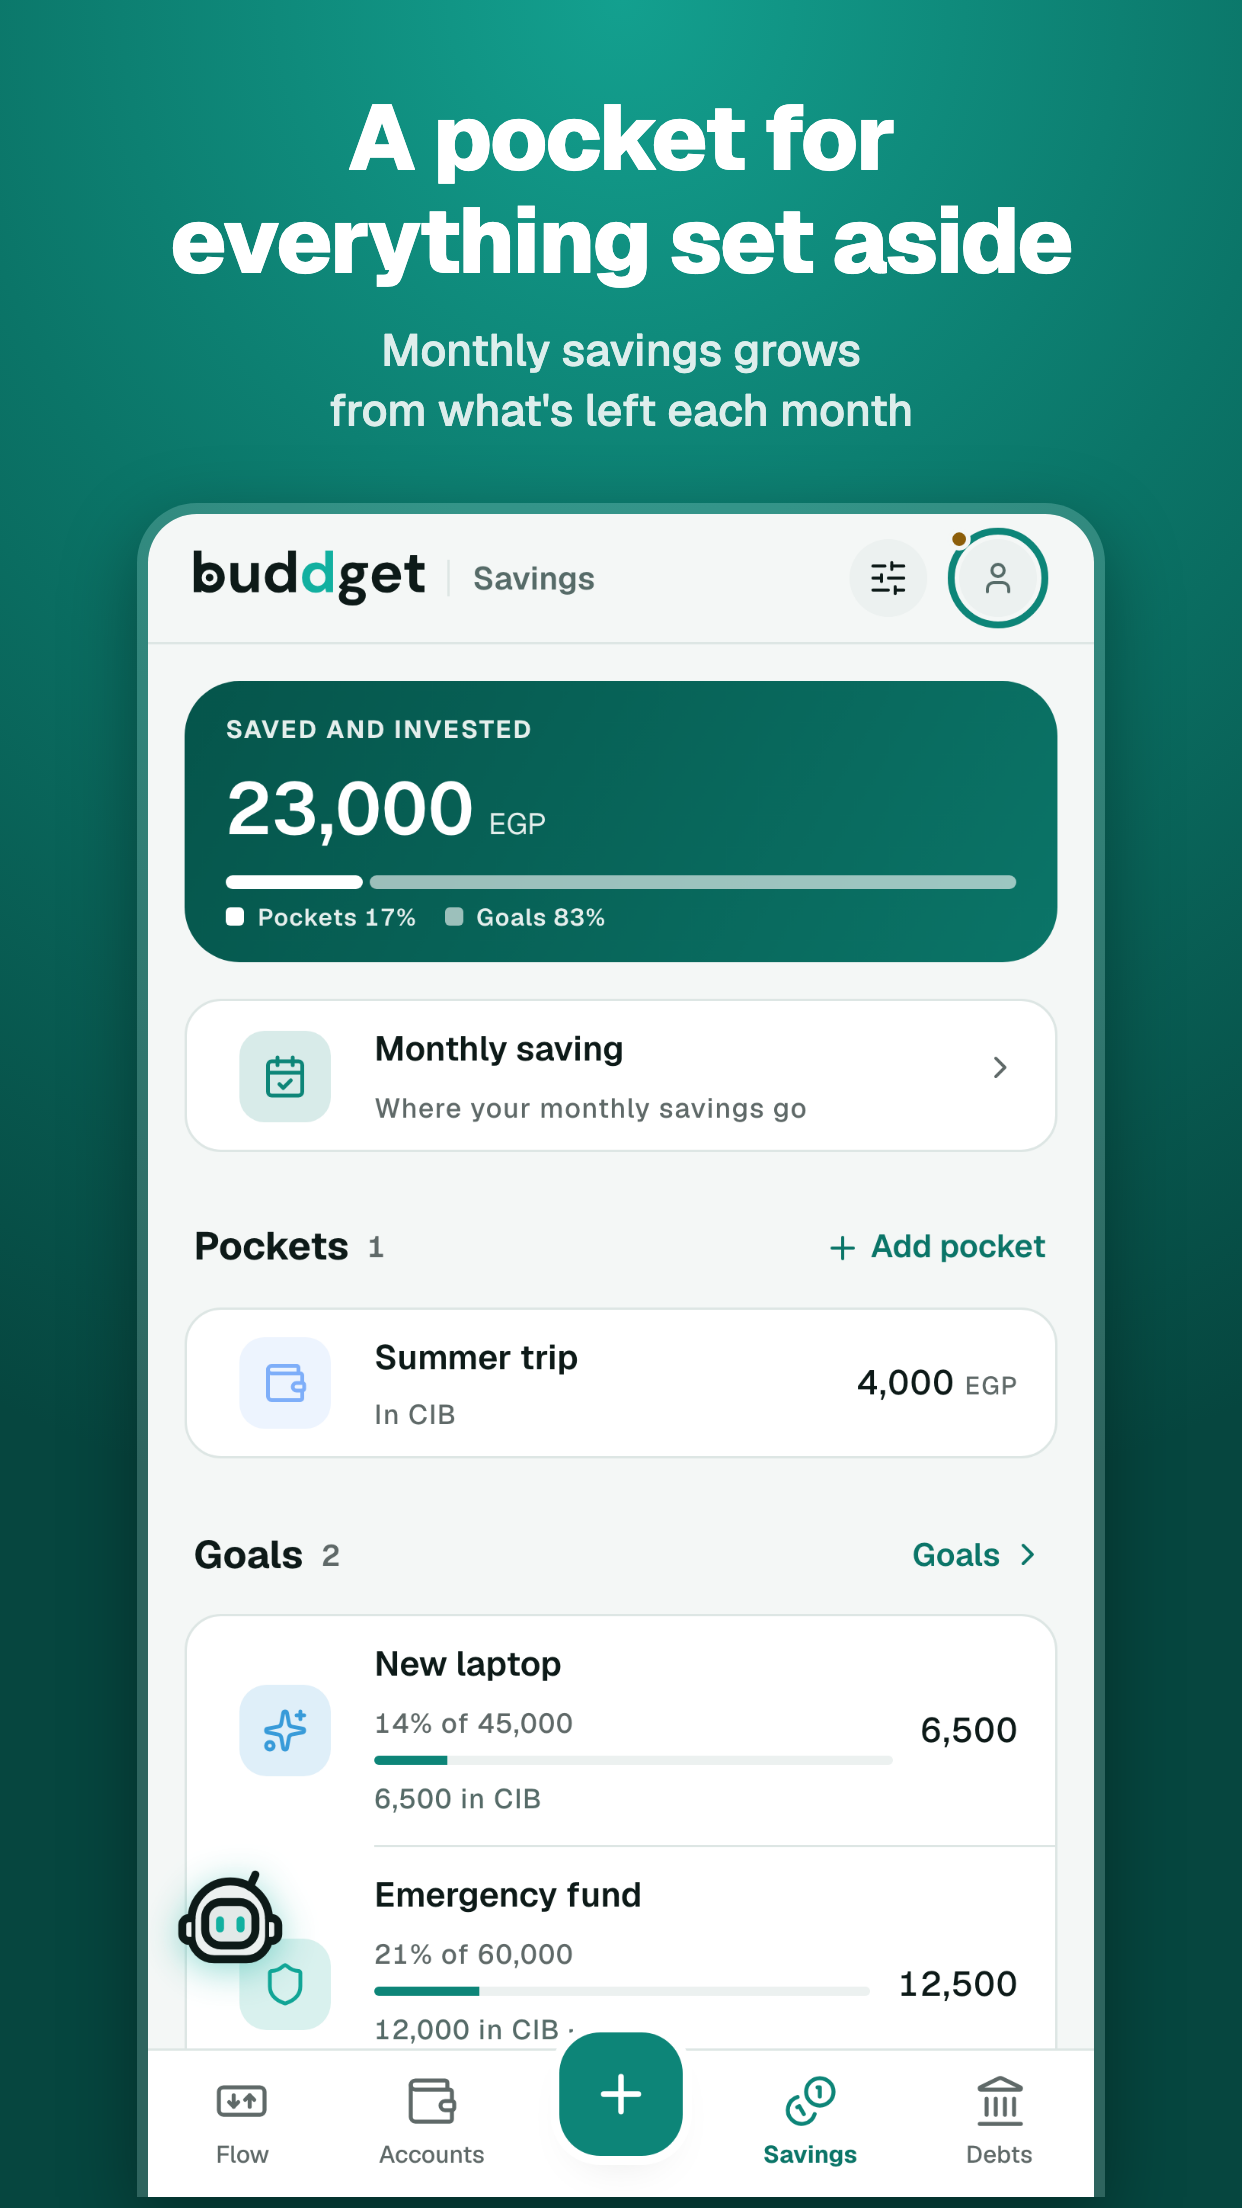 A pocket for
everything set aside
Monthly savings grows
from what's left each month
buddget
Savings
SAVED AND INVESTED
23,000 EGP
Pockets 17% Goals 83%
Monthly saving
Where your monthly savings go
Pockets 1
+ Add pocket
Summer trip
In CIB
4,000 EGP
Goals 2
Goals
New laptop
14% of 45,000
6,500
6,500 in CIB
Emergency fund
21% of 60,000
12,500
12,000 in CIB ·
Flow
Accounts
Savings
Debts